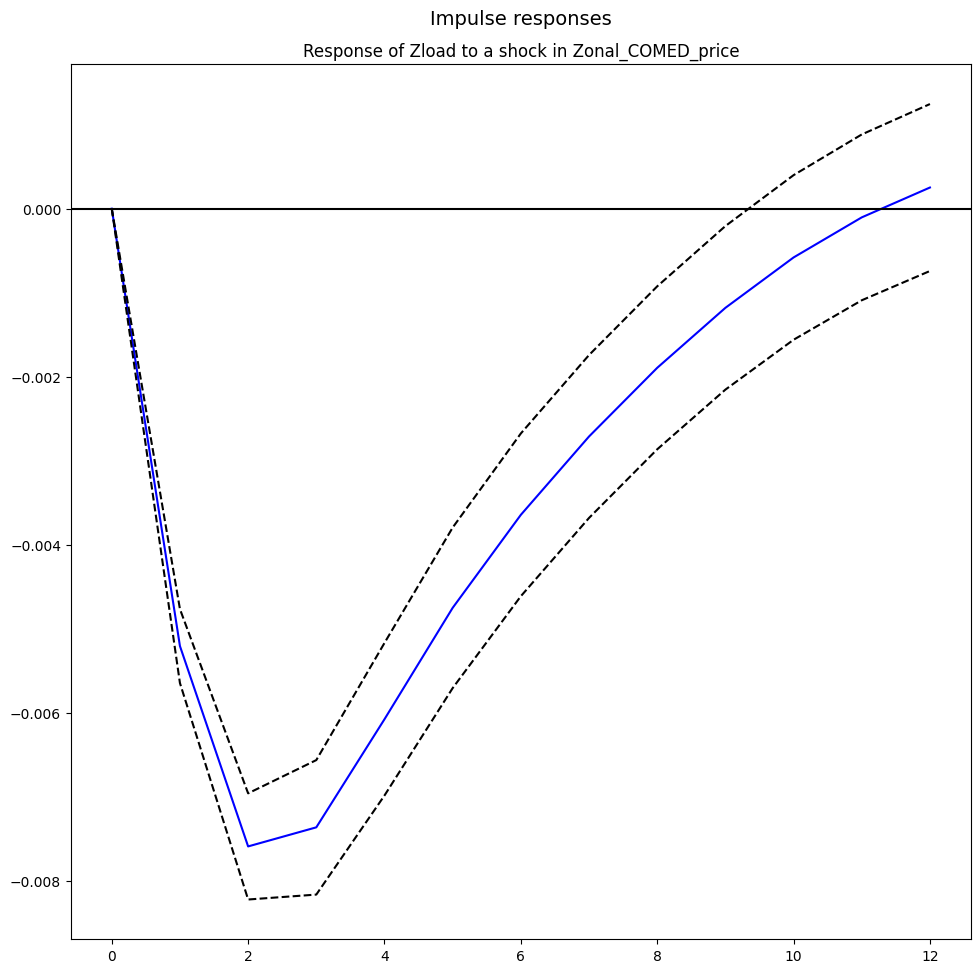 Impulse responses
Response of Zload to a shock in Zonal_COMED_price
0.000
−0.002
−0.004
−0.006
−0.008
0 2 4 6 8 10 12